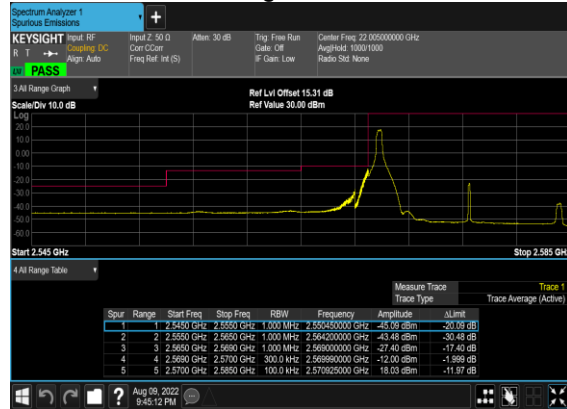 Spectrum Analyzer 1
Spurious Emissions
KEYSIGHT
R T
LW PASS
Input: RF
Coupling: DC
Align: Auto
Input Z: 50 Ω
Corr CCorr
Freq Ref: Int (S)
Atten: 30 dB
Trig: Free Run
Gate: Off
IF Gain: Low
Center Freq: 22.005000000 GHz
Avg|Hold: 1000/1000
Radio Std: None
3 All Range Graph
Scale/Div 10.0 dB
Ref Lvl Offset 15.31 dB
Ref Value 30.00 dBm
Log
20.0
10.0
0.00
-10.0
-20.0
-30.0
-40.0
-50.0
-60.0
Start 2.545 GHz
Stop 2.585 GH
4 All Range Table
Measure Trace Trace 1
Trace Type Trace Average (Active)
Spur Range Start Freq Stop Freq RBW Frequency Amplitude ΔLimit
1 1 2.5450 GHz 2.5550 GHz 1.000 MHz 2.550450000 GHz -45.09 dBm -20.09 dB
2 2 2.5550 GHz 2.5650 GHz 1.000 MHz 2.564200000 GHz -43.48 dBm -30.48 dB
3 3 2.5650 GHz 2.5690 GHz 1.000 MHz 2.569000000 GHz -27.40 dBm -17.40 dB
4 4 2.5690 GHz 2.5700 GHz 300.0 kHz 2.569990000 GHz -12.00 dBm -1.999 dB
5 5 2.5700 GHz 2.5850 GHz 100.0 kHz 2.570925000 GHz 18.03 dBm -11.97 dB
? Aug 09, 2022
9:45:12 PM